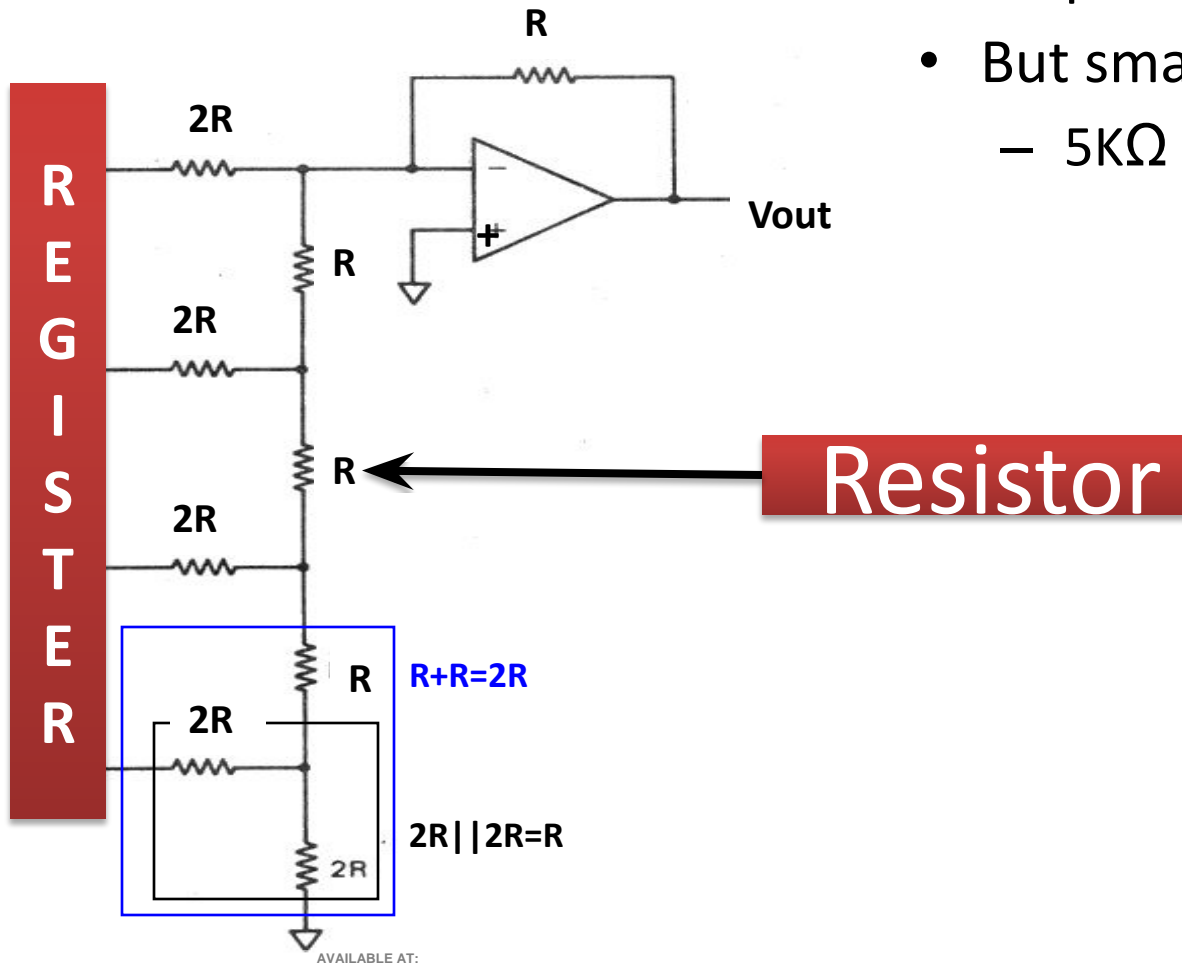 R
• But sma
2R
– 5KΩ
REGISTER
Vout
−
+
R
2R
R
Resistor
2R
R
R+R=2R
2R
2R||2R=R
2R
AVAILABLE AT: